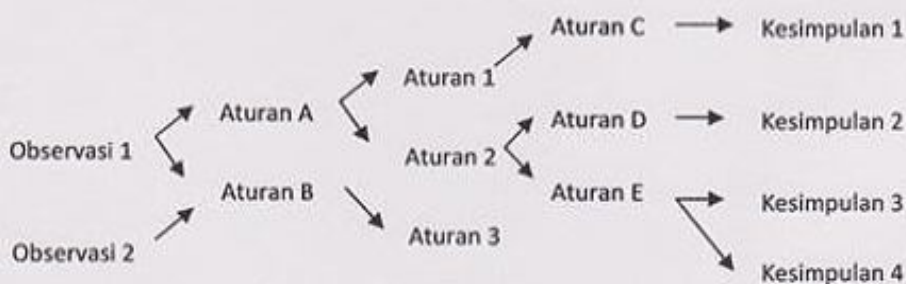 Observasi 1
Observasi 2
Aturan A
Aturan B
Aturan 1
Aturan 2
Aturan 3
Aturan C
Aturan D
Aturan E
Kesimpulan 1
Kesimpulan 2
Kesimpulan 3
Kesimpulan 4